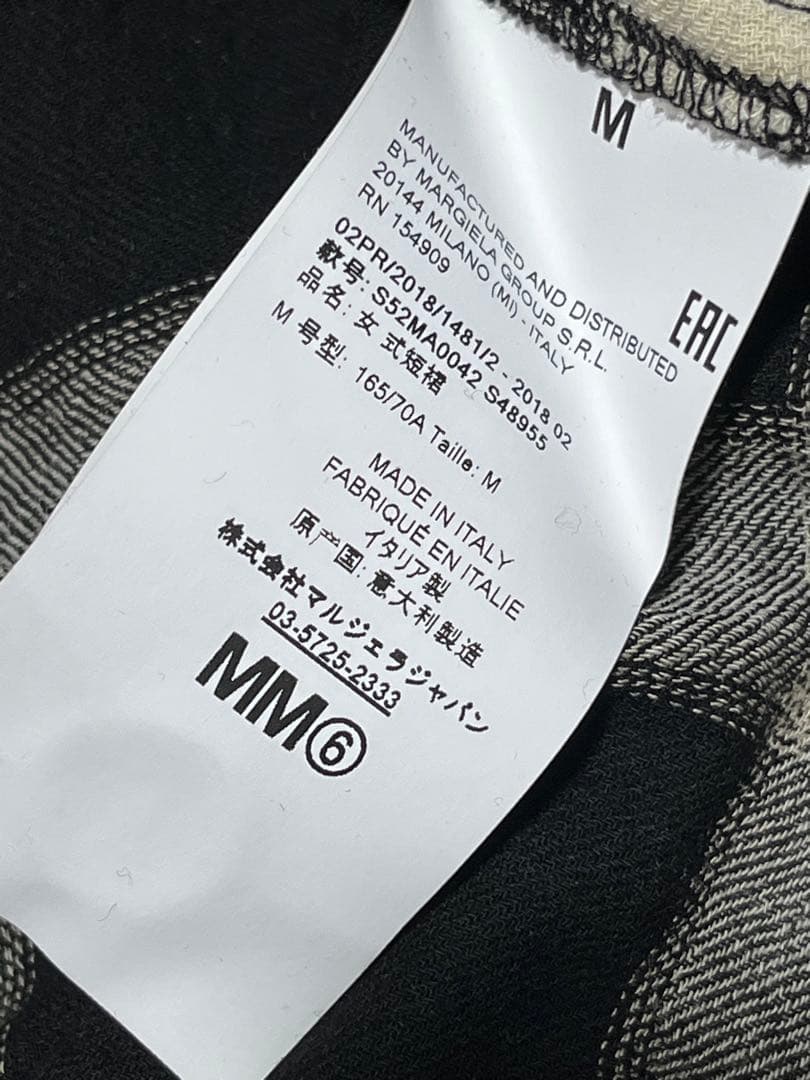 M
MANUFACTURED AND DISTRIBUTED
BY MARGIELA GROUP S.R.L.
20144 MILANO (MI) - ITALY
RN 154909
EAC
02PR/2018/1481/2 - 2018 02
款号: S52MA0042 S48955
品名: 女 式短裙
M 号型: 165/70A Taille: M
MADE IN ITALY
FABRIQUÉ EN ITALIE
イタリア製
原产国: 意大利製造
株式会社マルジェラジャパン
03-5725-2333
MM⑥